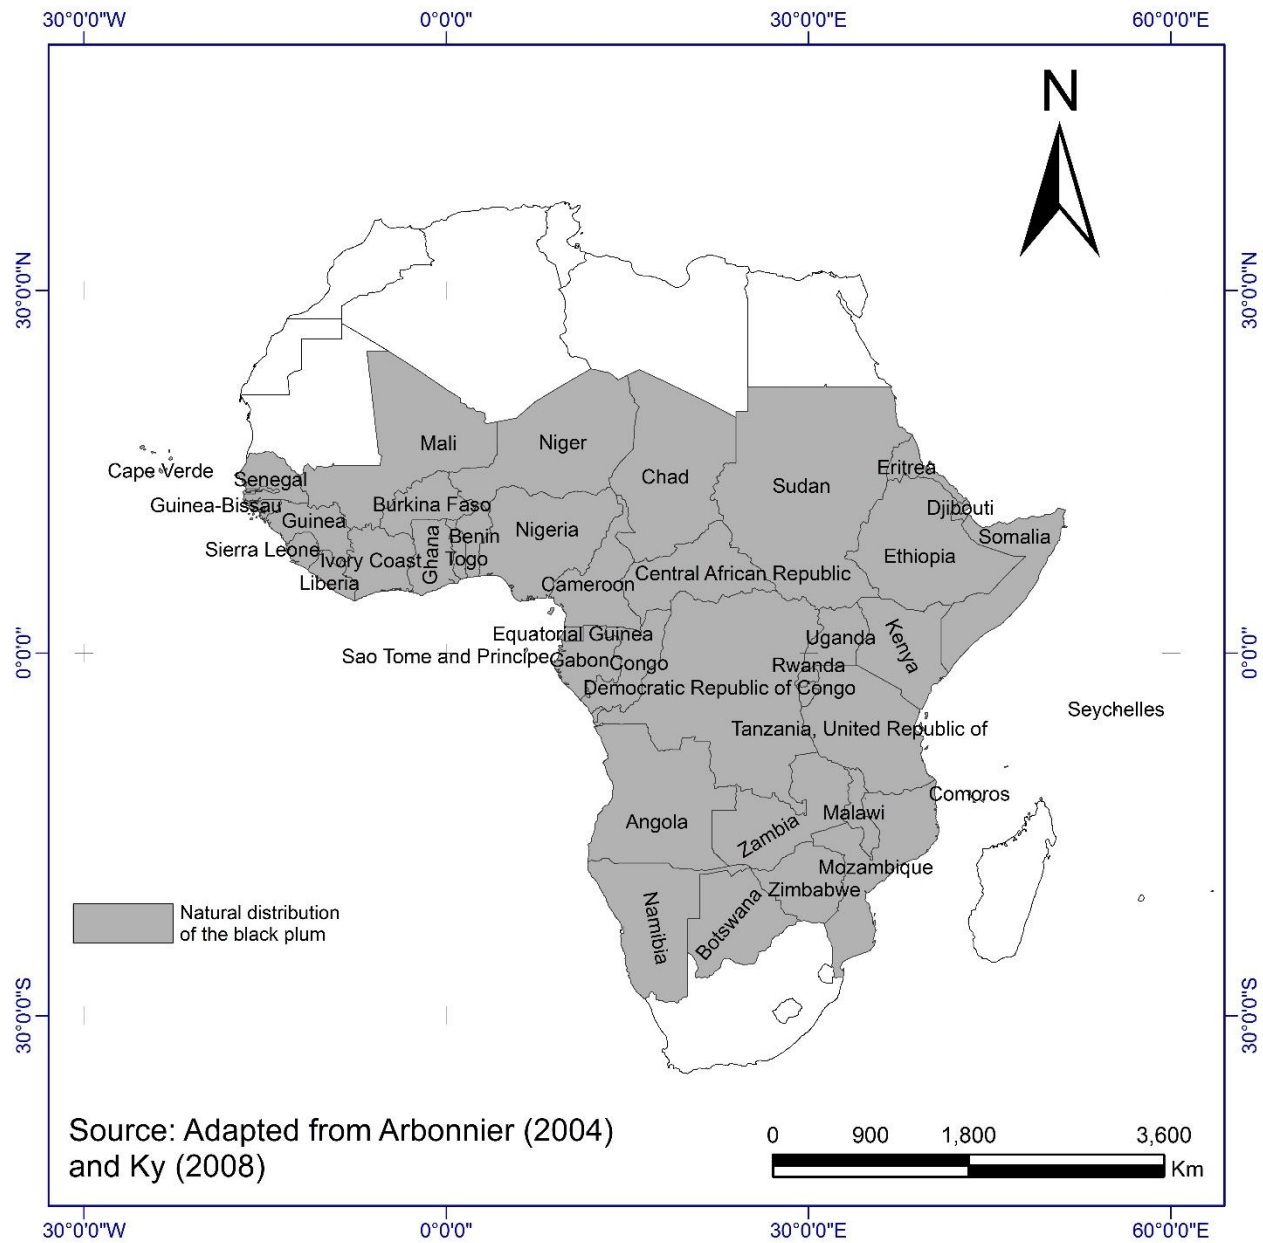 30°0'0"W
0°0'0"
30°0'0"E
60°0'0"E
N
30°0'0"N
30°0'0"N
Mali
Niger
Chad
Sudan
Eritrea
Cape Verde
Senegal
Guinea-Bissau
Guinea
Burkina Faso
Nigeria
Benin
Togo
Ghana
Djibouti
Somalia
Ethiopia
Sierra Leone
Ivory Coast
Liberia
Cameroon
Central African Republic
Equatorial Guinea
Uganda
Kenya
Sao Tome and Principe
Gabon
Congo
Rwanda
0°0'0"
0°0'0"
Democratic Republic of Congo
Seychelles
Tanzania, United Republic of
Comoros
Angola
Zambia
Malawi
Mozambique
Zimbabwe
Namibia
Botswana
Natural distribution
of the black plum
30°0'0"S
30°0'0"S
Source: Adapted from Arbonnier (2004)
and Ky (2008)
0 900 1,800 3,600
Km
30°0'0"W
0°0'0"
30°0'0"E
60°0'0"E